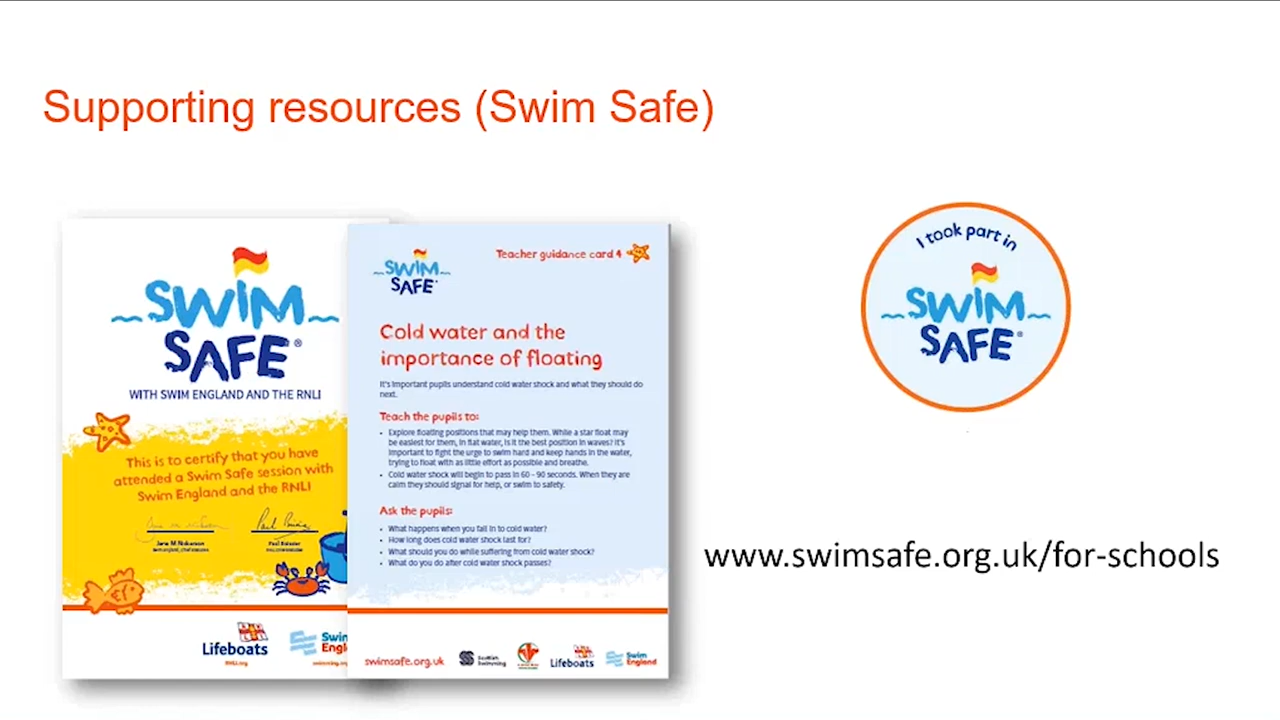 Supporting resources (Swim Safe)
SWIM
SAFE®
WITH SWIM ENGLAND AND THE RNLI
This is to certify that you have
attended a Swim Safe session with
Swim England and the RNLI
Jane M Nickerson
Lifeboats
RNLI.org
Swim
SWIM
SAFE®
Teacher guidance card 4
Cold water and the
importance of floating
It's important pupils understand cold water shock and what they should do
next.
Teach the pupils to:
• Explore floating positions that may help them. While a star float may
be easiest for them, in flat water, is it the best position in waves? It's
important to fight the urge to swim hard and keep hands in the water,
trying to float with as little effort as possible and breathe.
• Cold water shock will begin to pass in 60 - 90 seconds. When they are
calm they should signal for help, or swim to safety.
Ask the pupils:
• What happens when you fall in to cold water?
• How long does cold water shock last for?
• What should you do while suffering from cold water shock?
• What do you do after cold water shock passes?
swimsafe.org.uk
Scottish
Swimming
Lifeboats
Swim
England
I took part in
SWIM
SAFE®
www.swimsafe.org.uk/for-schools